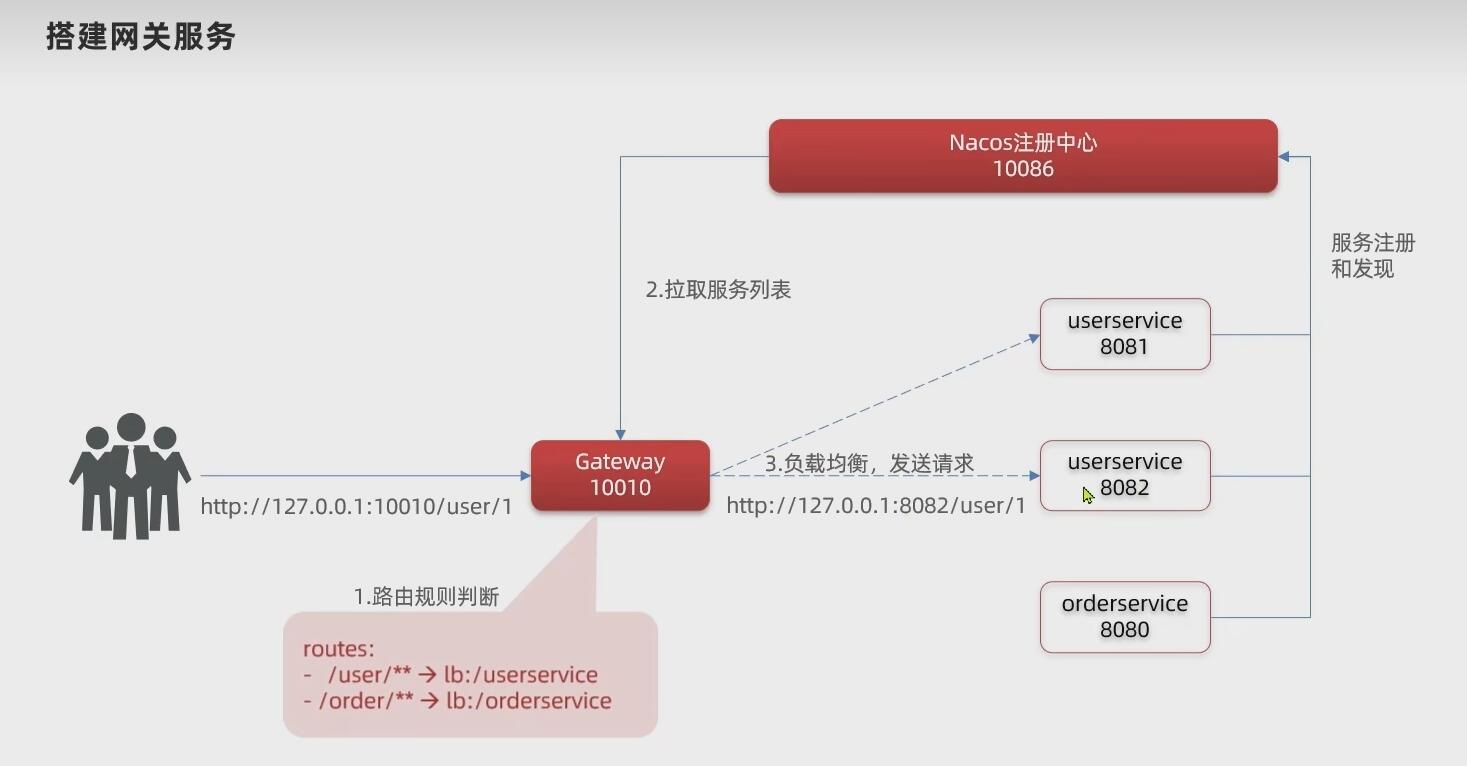 搭建网关服务
Nacos注册中心
10086
服务注册
和发现
2.拉取服务列表
userservice
8081
Gateway
10010
3.负载均衡，发送请求
userservice
8082
http://127.0.0.1:10010/user/1
http://127.0.0.1:8082/user/1
1.路由规则判断
orderservice
8080
routes:
- /user/** → lb:/userservice
- /order/** → lb:/orderservice